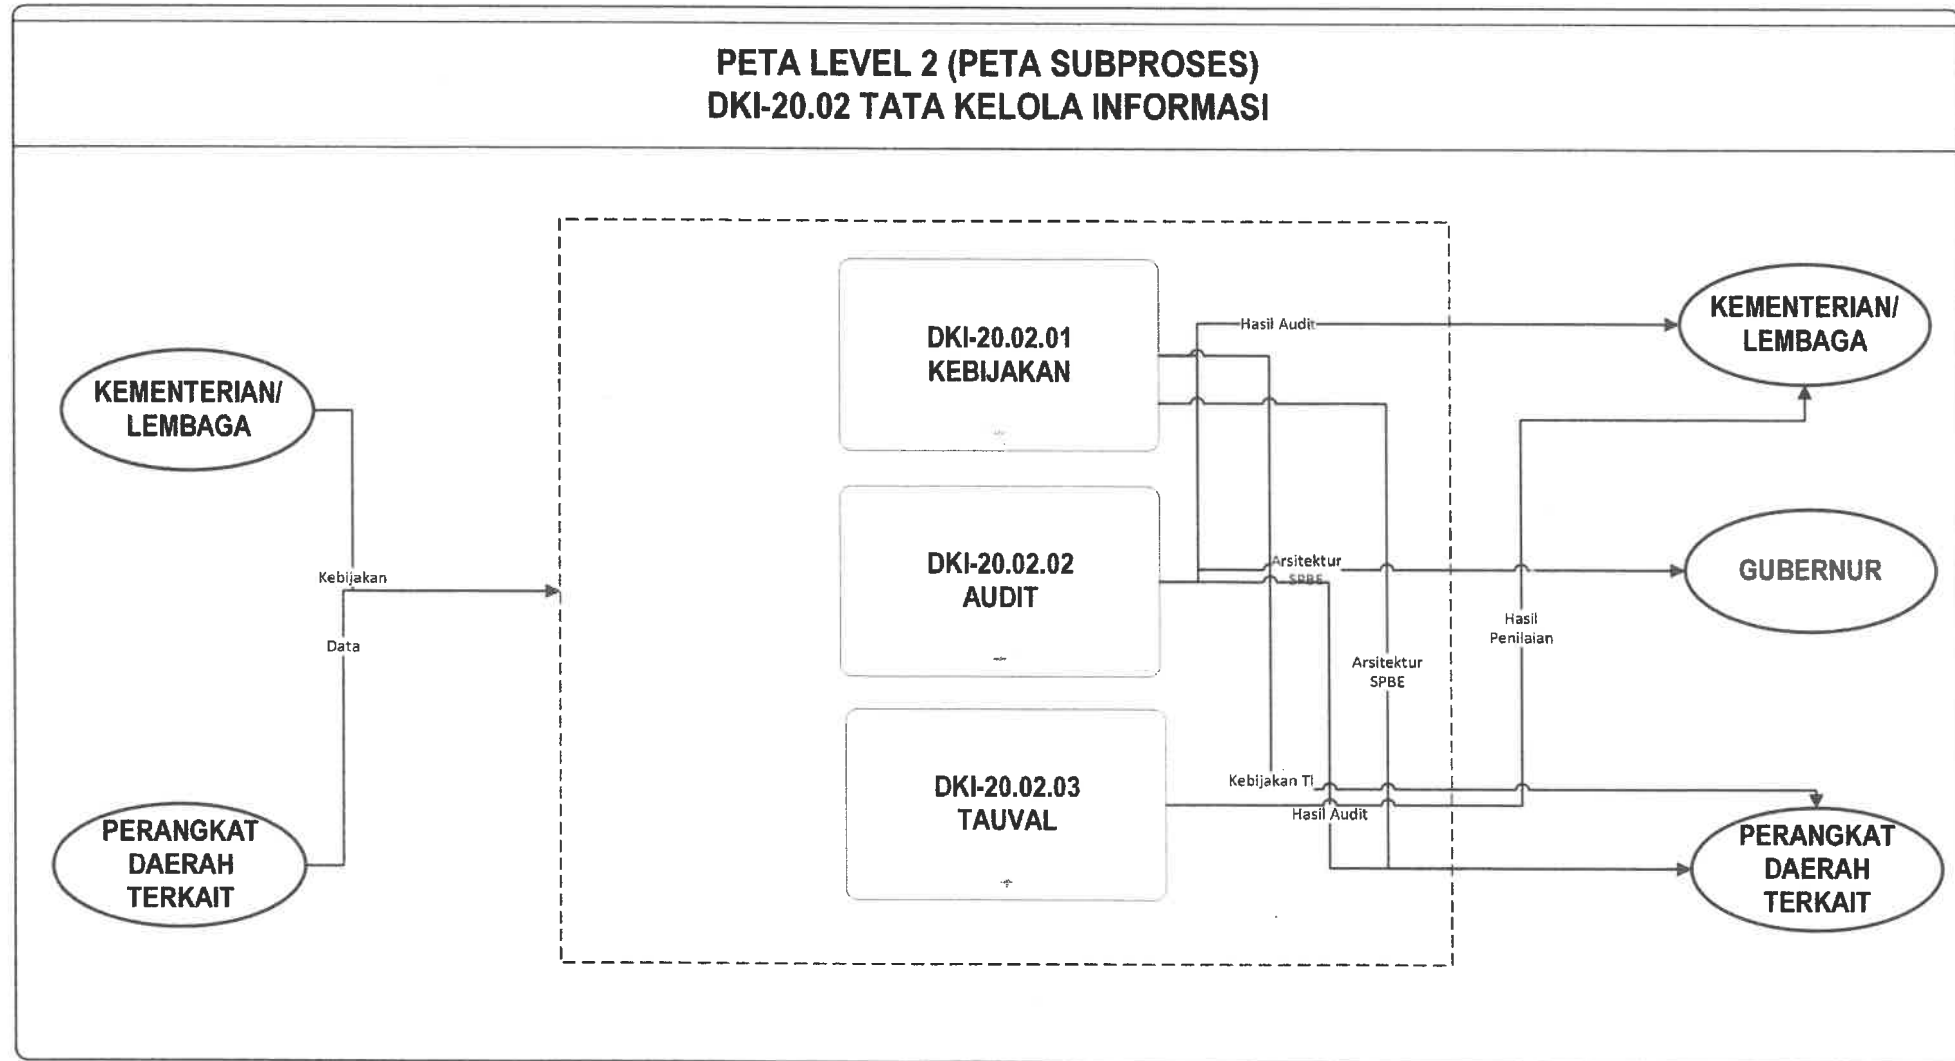 PETA LEVEL 2 (PETA SUBPROSES)
DKI-20.02 TATA KELOLA INFORMASI
KEMENTERIAN/
LEMBAGA
Kebijakan
Data
PERANGKAT
DAERAH
TERKAIT
DKI-20.02.01
KEBIJAKAN
DKI-20.02.02
AUDIT
DKI-20.02.03
TAUVAL
Hasil Audit
Arsitektur
SPBE
Arsitektur
SPBE
Hasil
Penilaian
Kebijakan TI
Hasil Audit
KEMENTERIAN/
LEMBAGA
GUBERNUR
PERANGKAT
DAERAH
TERKAIT